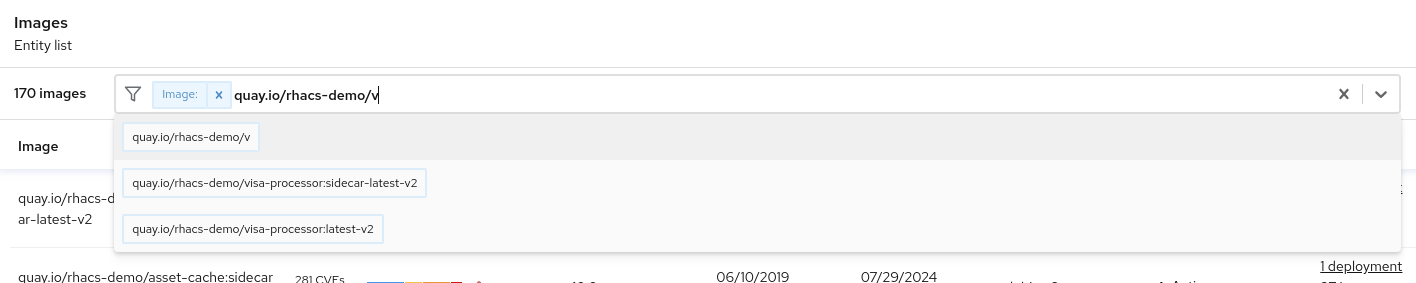 Images
Entity list
170 images
Image: x quay.io/rhacs-demo/v
quay.io/rhacs-demo/v
Image
quay.io/rhacs-demo/visa-processor:sidecar-latest-v2
quay.io/rhacs-d
ar-latest-v2
quay.io/rhacs-demo/visa-processor:latest-v2
quay.io/rhacs-demo/asset-cache:sidecar
281 CVEs
06/10/2019
07/29/2024
1 deployment